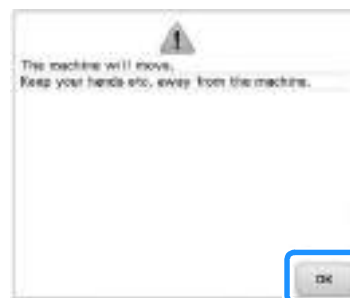 The machine will move.
Keep your hands etc. away from the machine.
OK